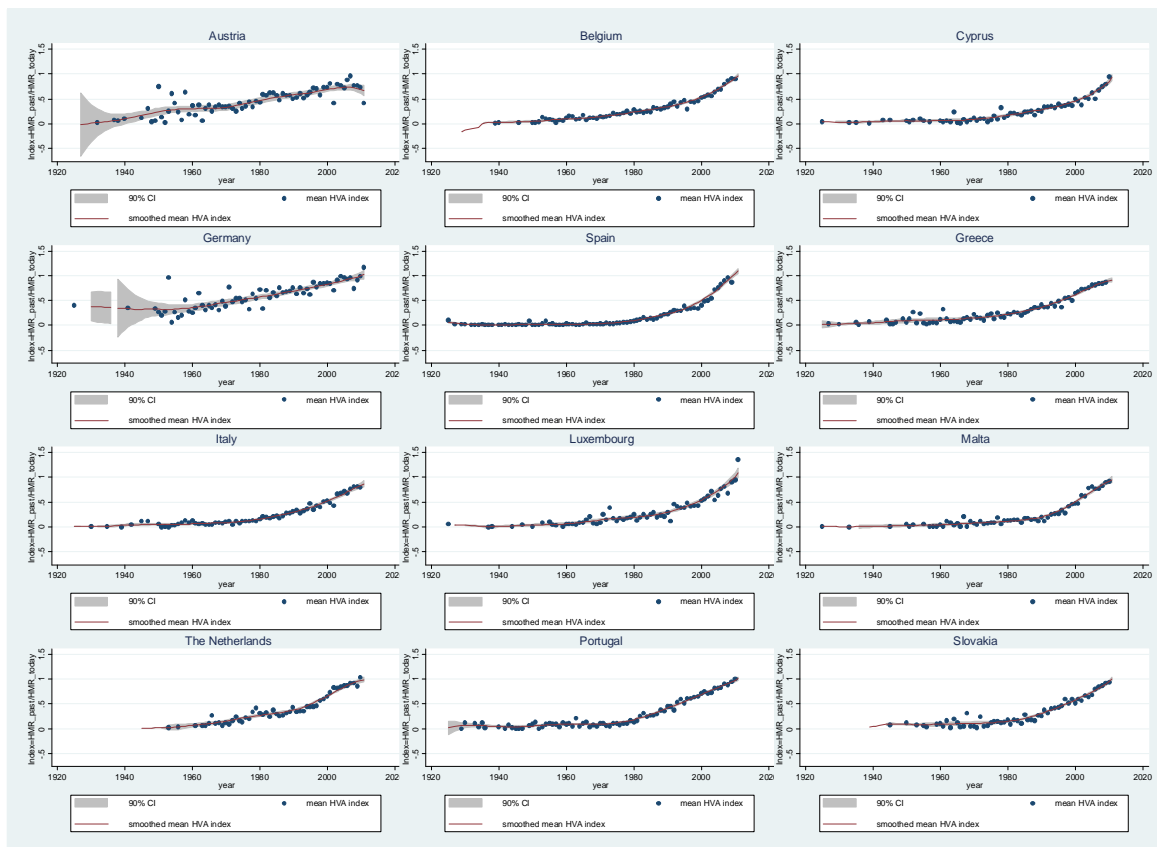 Austria Belgium Cyprus
Index=HMR_past/HMR_today Index=HMR_past/HMR_today Index=HMR_past/HMR_today
1.5 1.5 1.5
1 1 1
.5 .5 .5
0 0 0
-.5 -.5 -.5
1920 1940 1960 1980 2000 202 1920 1940 1960 1980 2000 202 1920 1940 1960 1980 2000 2020
year year year
90% CI mean HVA index 90% CI mean HVA index 90% CI mean HVA index
smoothed mean HVA index smoothed mean HVA index smoothed mean HVA index
Germany Spain Greece
Index=HMR_past/HMR_today Index=HMR_past/HMR_today Index=HMR_past/HMR_today
1.5 1.5 1.5
1 1 1
.5 .5 .5
0 0 0
-.5 -.5 -.5
1920 1940 1960 1980 2000 202 1920 1940 1960 1980 2000 202 1920 1940 1960 1980 2000 2020
year year year
90% CI mean HVA index 90% CI mean HVA index 90% CI mean HVA index
smoothed mean HVA index smoothed mean HVA index smoothed mean HVA index
Italy Luxembourg Malta
Index=HMR_past/HMR_today Index=HMR_past/HMR_today Index=HMR_past/HMR_today
1.5 1.5 1.5
1 1 1
.5 .5 .5
0 0 0
-.5 -.5 -.5
1920 1940 1960 1980 2000 202 1920 1940 1960 1980 2000 202 1920 1940 1960 1980 2000 2020
year year year
90% CI mean HVA index 90% CI mean HVA index 90% CI mean HVA index
smoothed mean HVA index smoothed mean HVA index smoothed mean HVA index
The Netherlands Portugal Slovakia
Index=HMR_past/HMR_today Index=HMR_past/HMR_today Index=HMR_past/HMR_today
1.5 1.5 1.5
1 1 1
.5 .5 .5
0 0 0
-.5 -.5 -.5
1920 1940 1960 1980 2000 202 1920 1940 1960 1980 2000 202 1920 1940 1960 1980 2000 2020
year year year
90% CI mean HVA index 90% CI mean HVA index 90% CI mean HVA index
smoothed mean HVA index smoothed mean HVA index smoothed mean HVA index